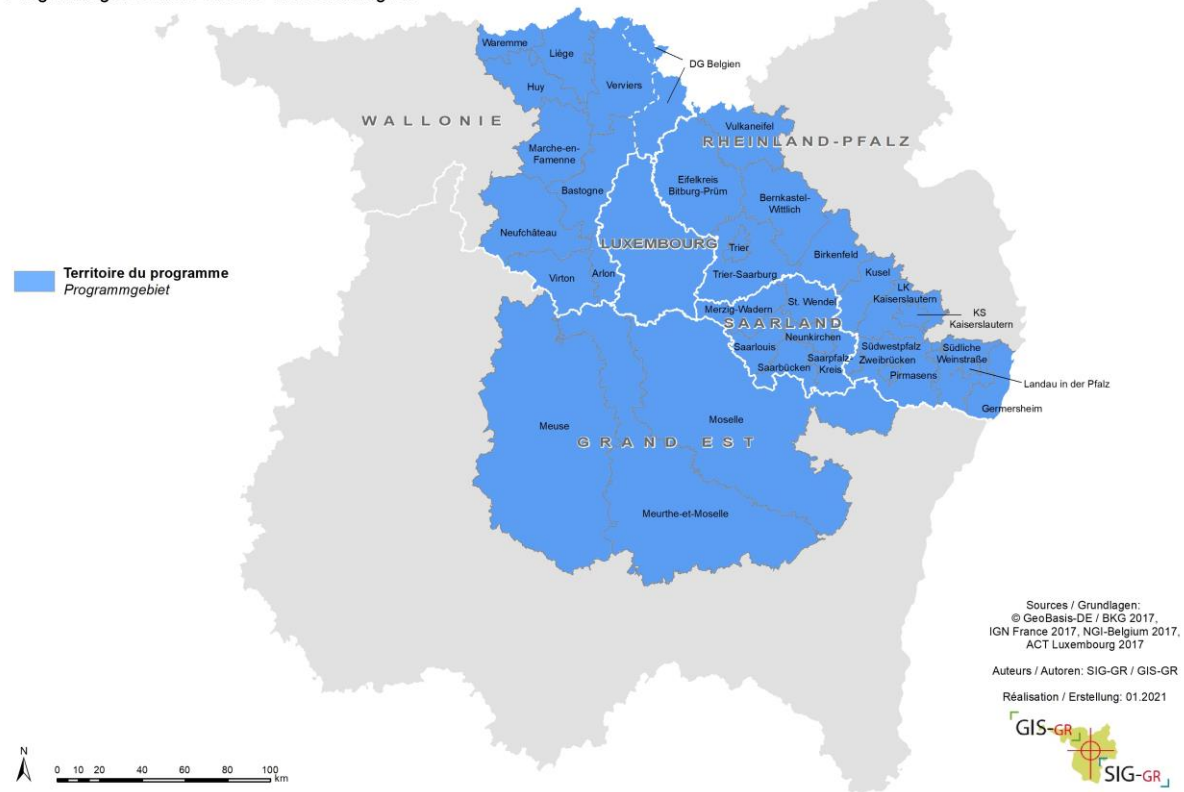 Waremme
Liège
DG Belgien
Huy
Verviers
WALLONIE
Vulkaneifel
RHEINLAND-PFALZ
Marche-en-
Famenne
Eifelkreis
Bitburg-Prüm
Bastogne
Bernkastel-
Wittlich
Neufchâteau
LUXEMBOURG
Trier
Birkenfeld
Territoire du programme
Programmgebiet
Virton
Arlon
Trier-Saarburg
Kusel
LK
Kaiserslautern
Merzig-Wadern
St. Wendel
KS
Kaiserslautern
SAARLAND
Neunkirchen
Saarlouis
Südwestpfalz
Südliche
Weinstraße
Saarpfalz
Kreis
Zweibrücken
Saarbücken
Pirmasens
Landau in der Pfalz
Germersheim
Meuse
Moselle
GRAND EST
Meurthe-et-Moselle
Sources / Grundlagen:
© GeoBasis-DE / BKG 2017,
IGN France 2017, NGI-Belgium 2017,
ACT Luxembourg 2017
Auteurs / Autoren: SIG-GR / GIS-GR
Réalisation / Erstellung: 01.2021
GIS-GR
SIG-GR
N
0 10 20 40 60 80 100
km